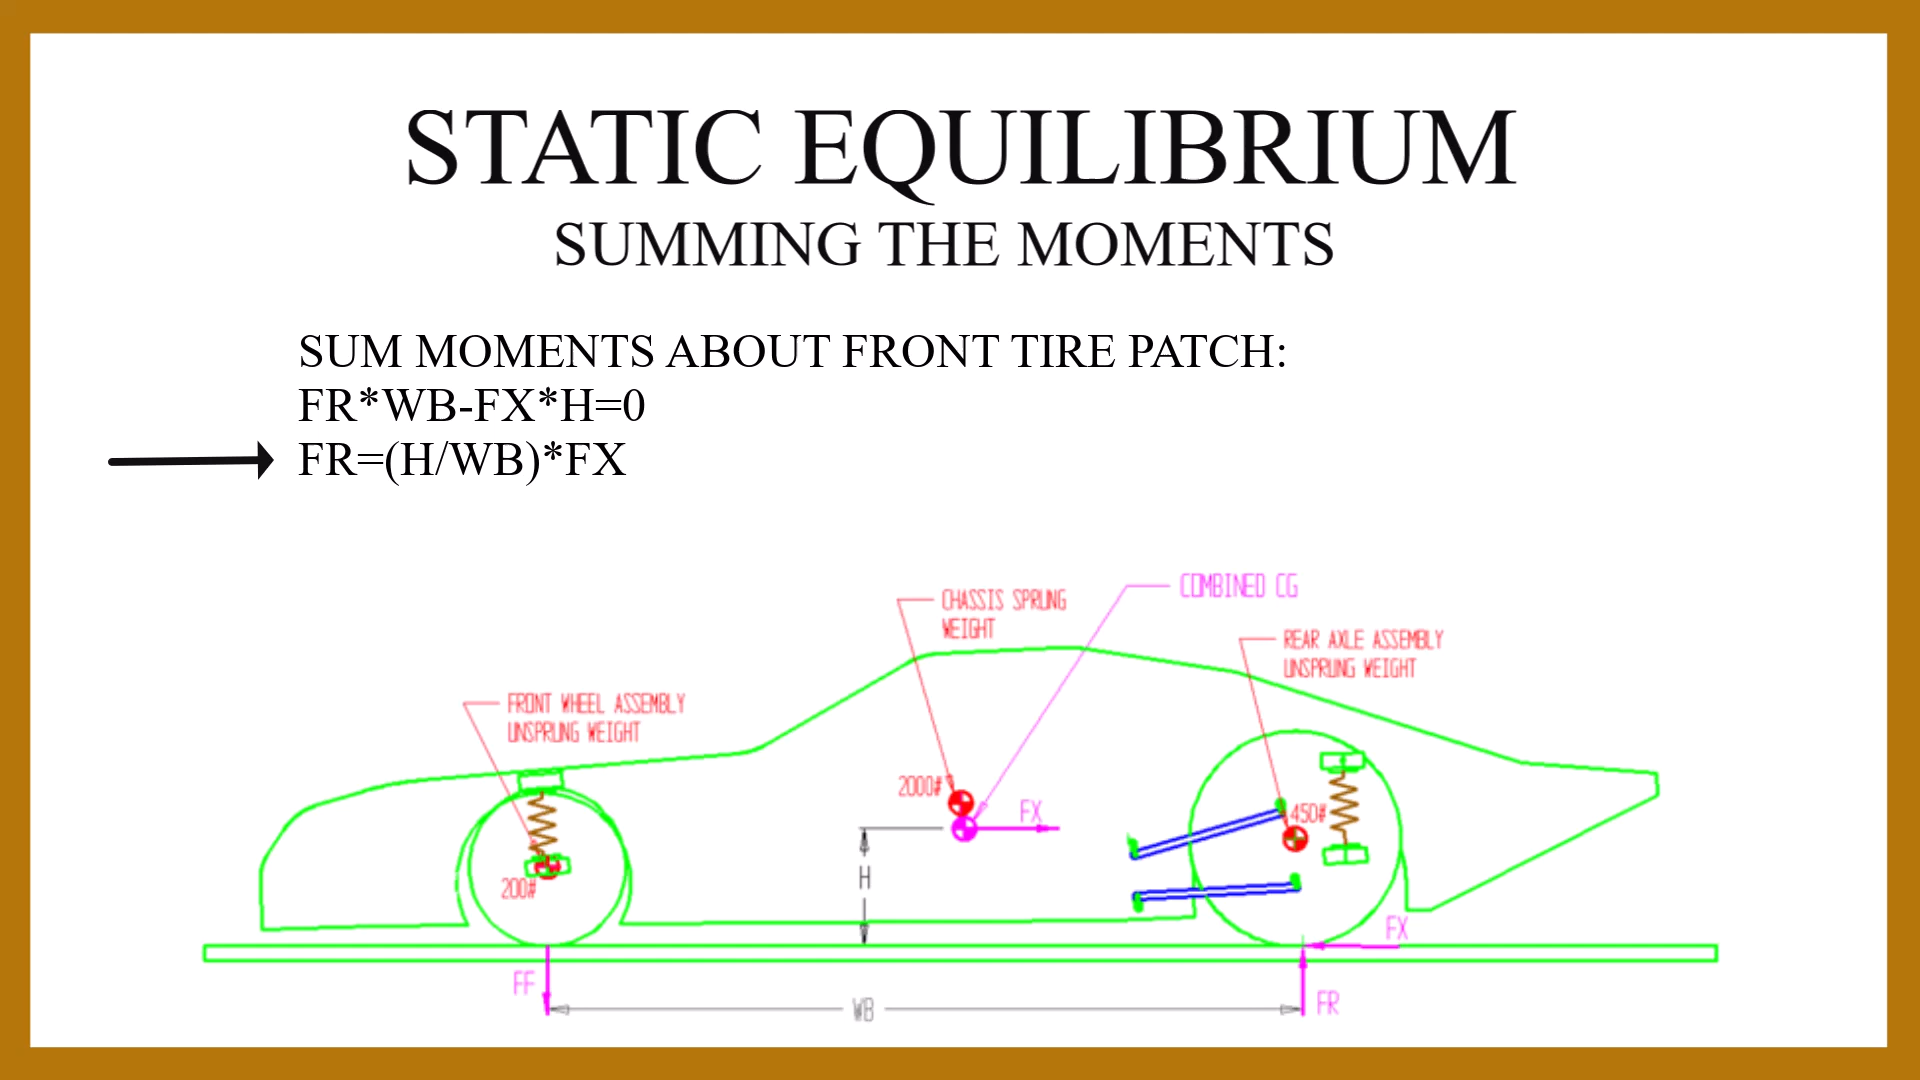 STATIC EQUILIBRIUM
SUMMING THE MOMENTS
SUM MOMENTS ABOUT FRONT TIRE PATCH:
FR*WB-FX*H=0
FR=(H/WB)*FX
COMBINED CG
CHASSIS SPRUNG
WEIGHT
REAR AXLE ASSEMBLY
UNSPRUNG WEIGHT
FRONT WHEEL ASSEMBLY
UNSPRUNG WEIGHT
2000#
FX
450#
H
200#
FX
FF
WB
FR